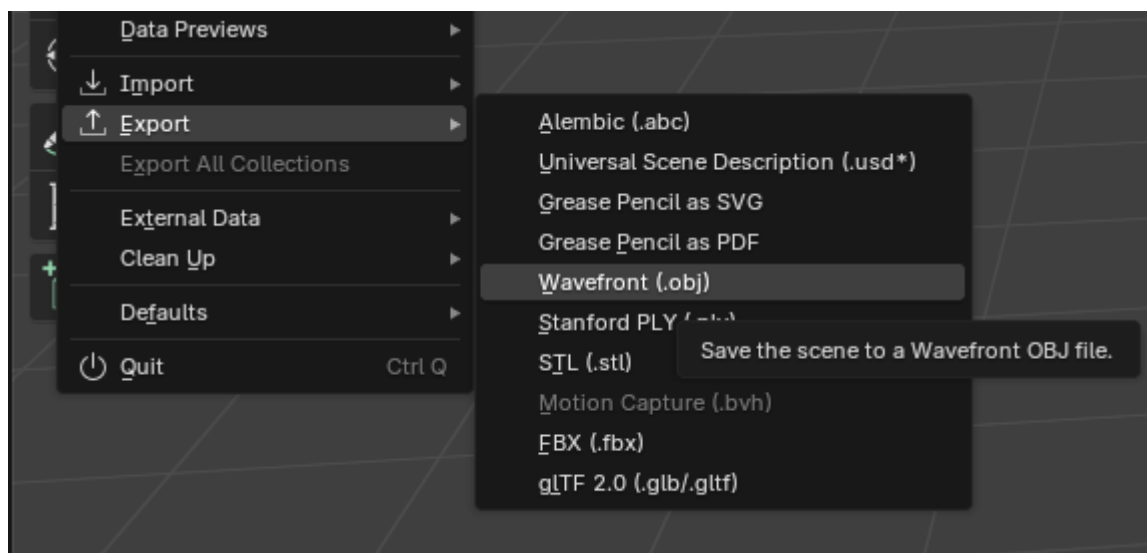 Data Previews
Import
Export
Export All Collections
External Data
Clean Up
Defaults
Quit Ctrl Q
Alembic (.abc)
Universal Scene Description (.usd*)
Grease Pencil as SVG
Grease Pencil as PDF
Wavefront (.obj)
Stanford PLY
Save the scene to a Wavefront OBJ file.
STL (.stl)
Motion Capture (.bvh)
FBX (.fbx)
glTF 2.0 (.glb/.gltf)